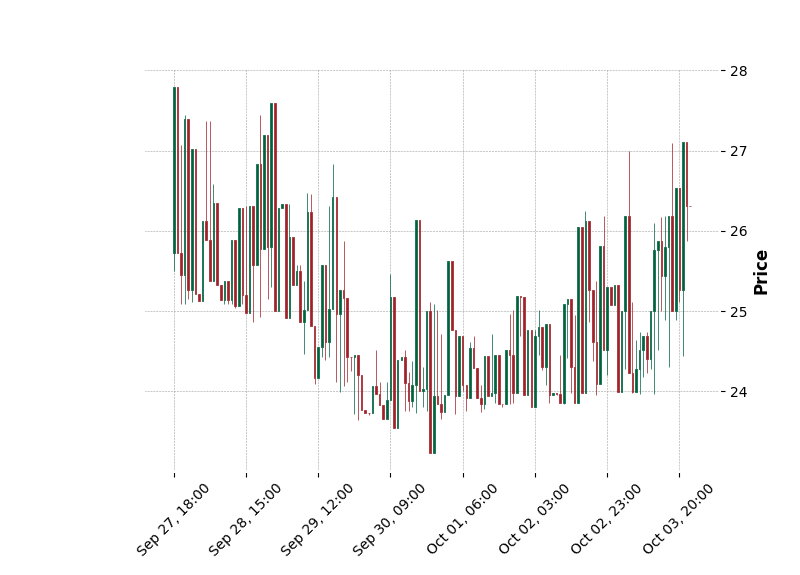 28
27
26
25
24
Price
Sep 27, 18:00
Sep 28, 15:00
Sep 29, 12:00
Sep 30, 09:00
Oct 01, 06:00
Oct 02, 03:00
Oct 02, 23:00
Oct 03, 20:00